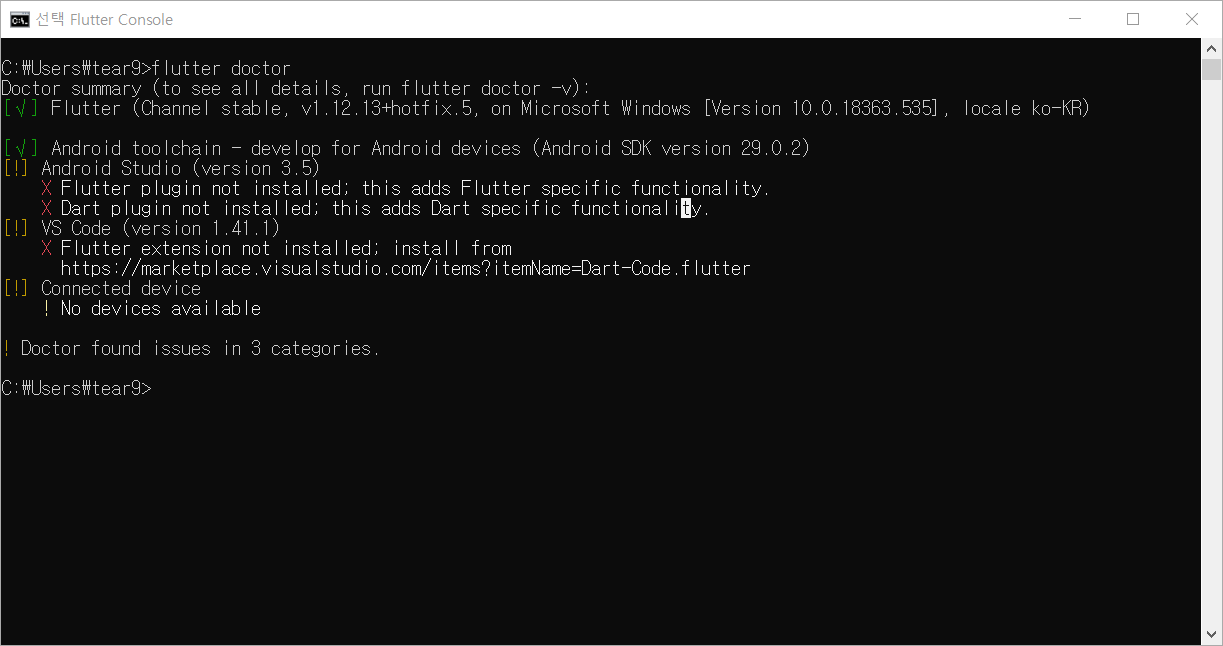 선택 Flutter Console
C:₩Users₩tear9>flutter doctor
Doctor summary (to see all details, run flutter doctor -v):
[√] Flutter (Channel stable, v1.12.13+hotfix.5, on Microsoft Windows [Version 10.0.18363.535], locale ko-KR)
[√] Android toolchain - develop for Android devices (Android SDK version 29.0.2)
[!] Android Studio (version 3.5)
X Flutter plugin not installed; this adds Flutter specific functionality.
X Dart plugin not installed; this adds Dart specific functionality.
[!] VS Code (version 1.41.1)
X Flutter extension not installed; install from
https://marketplace.visualstudio.com/items?itemName=Dart-Code.flutter
[!] Connected device
! No devices available
! Doctor found issues in 3 categories.
C:₩Users₩tear9>